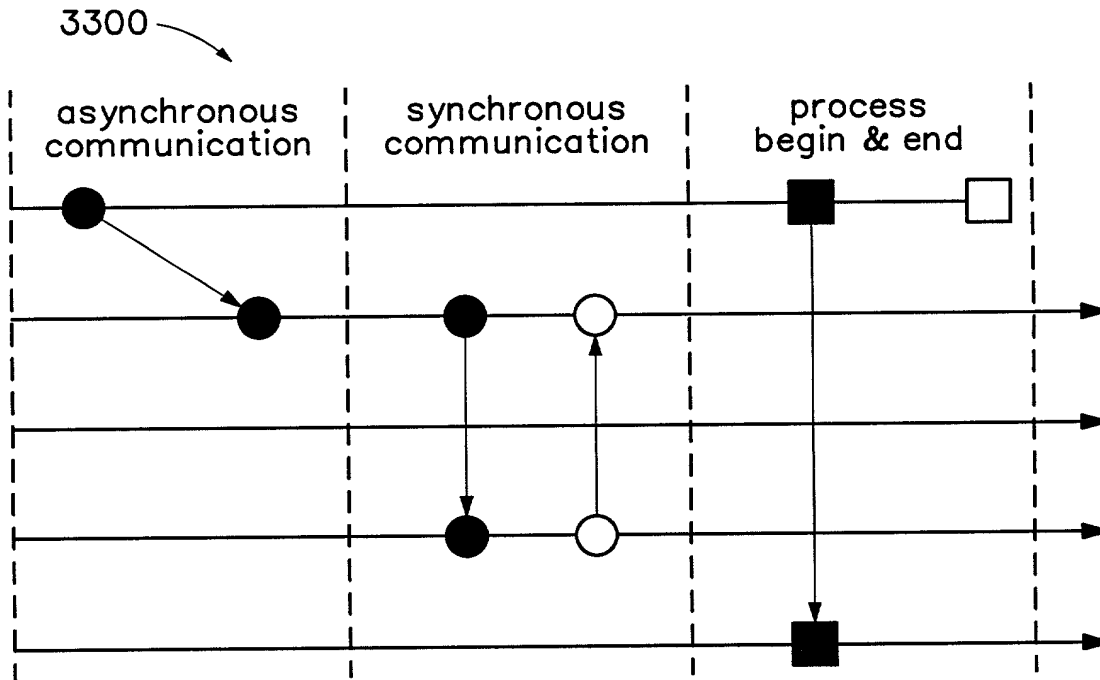 3300
asynchronous
communication
synchronous
communication
process
begin & end